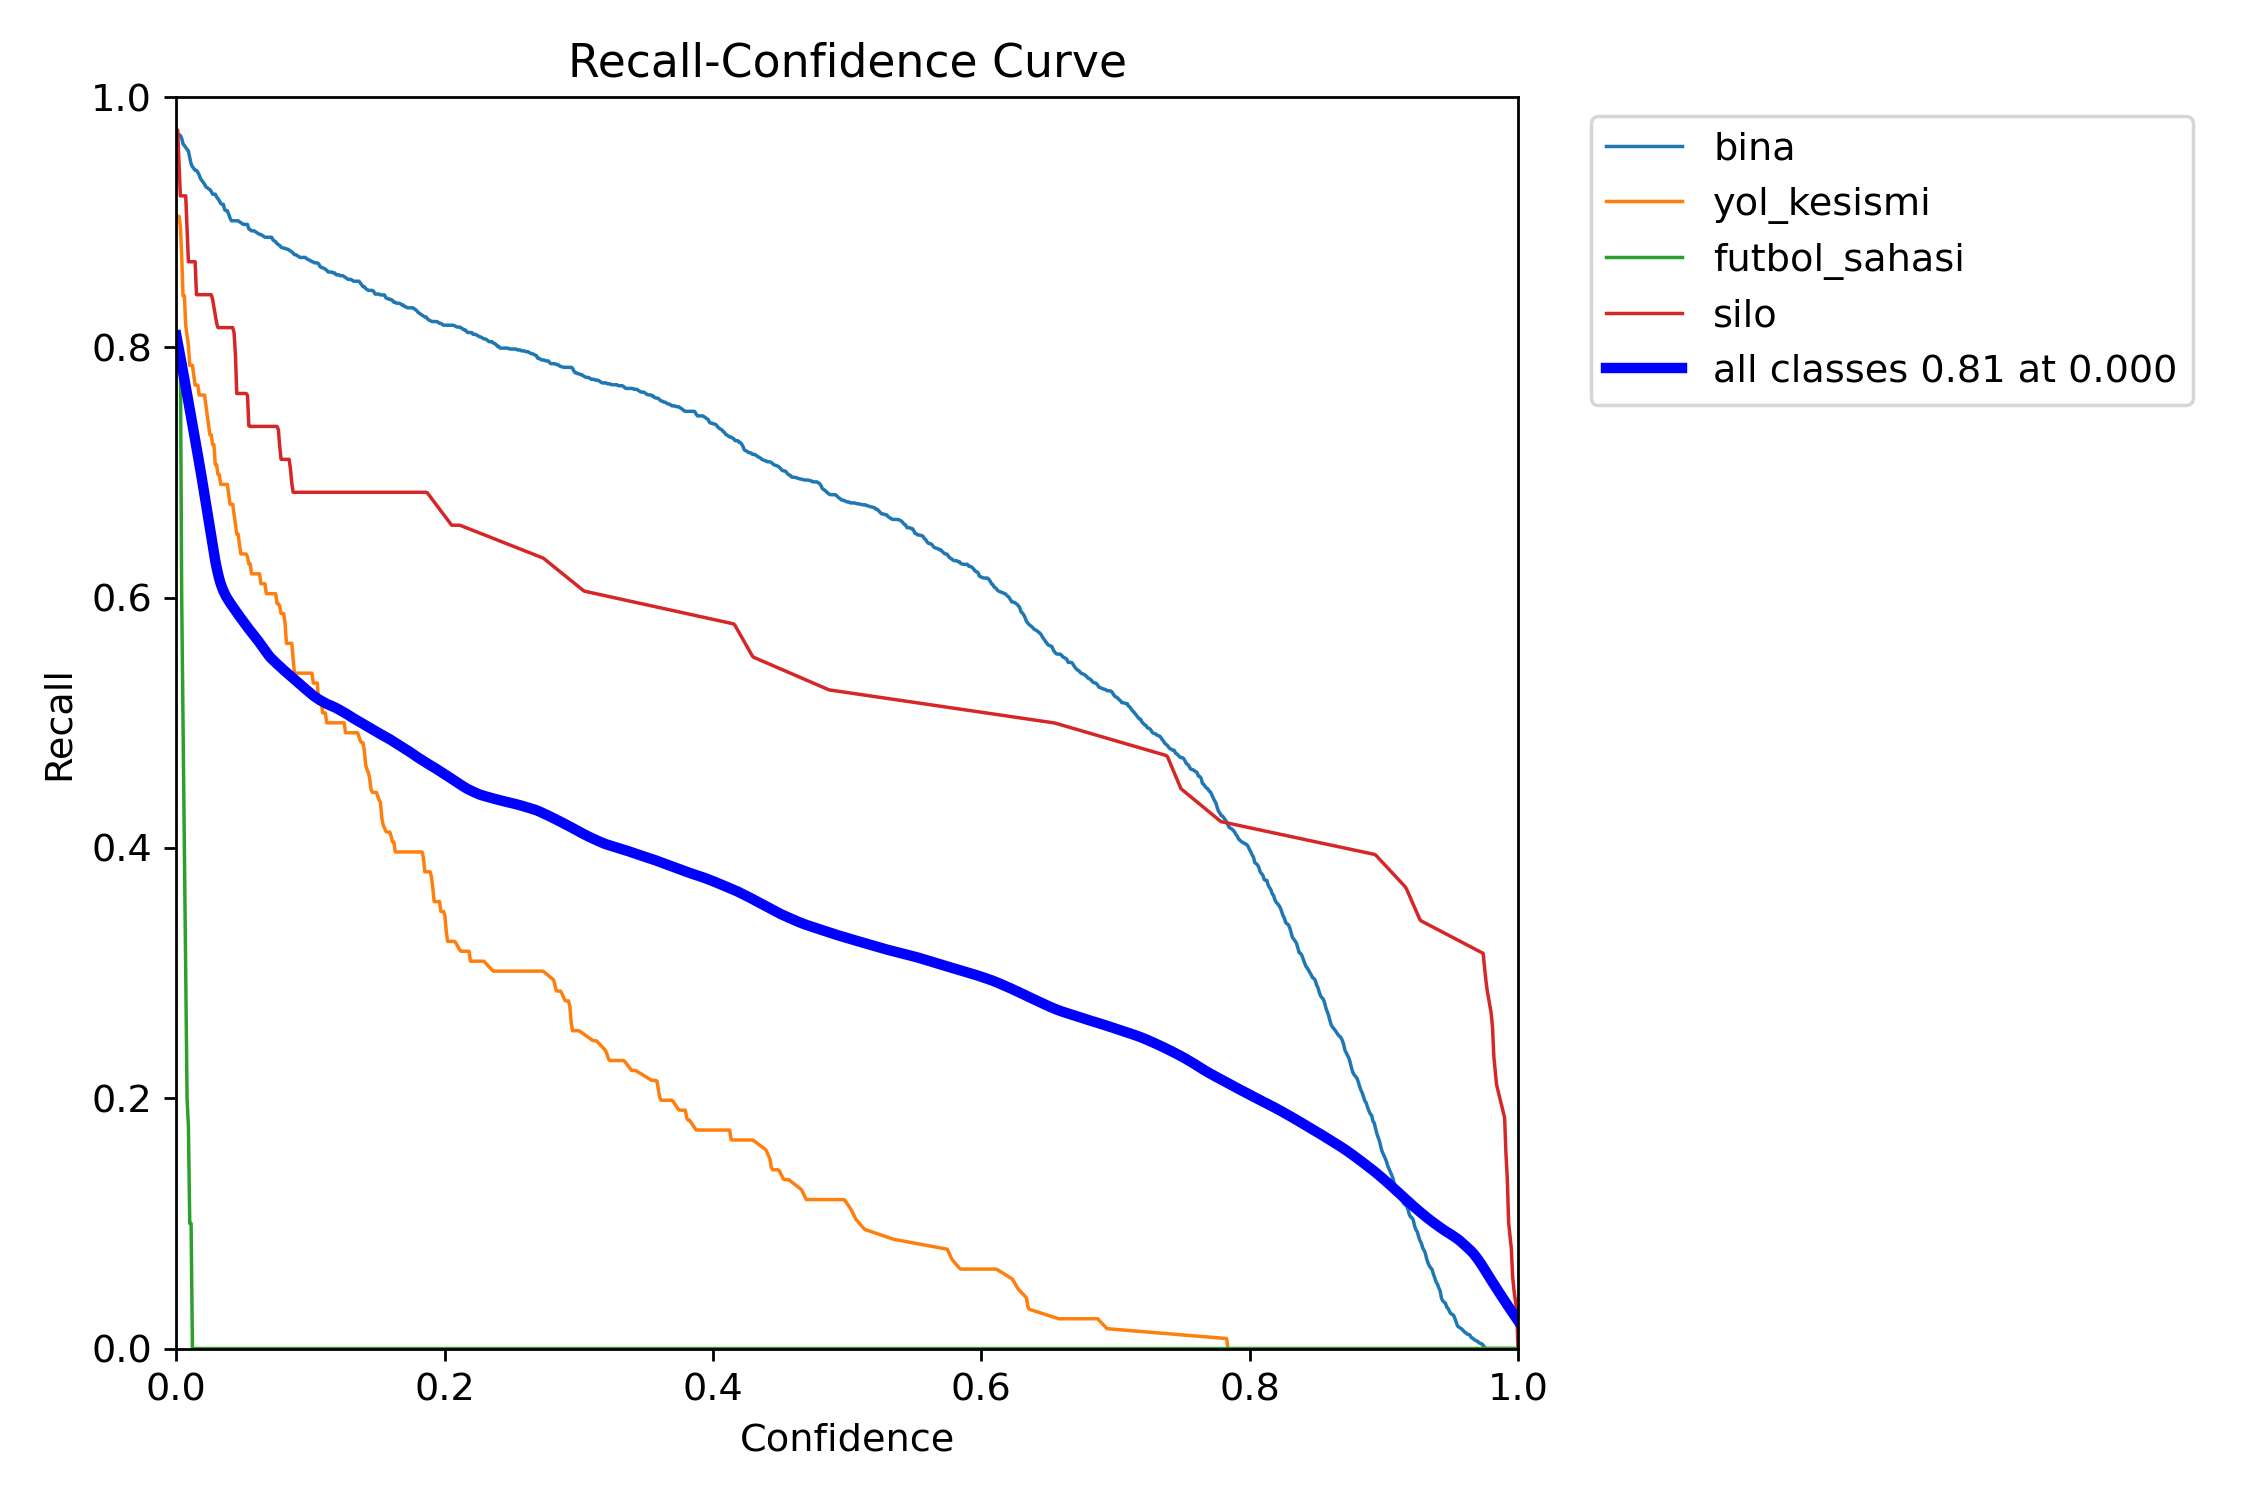 Recall-Confidence Curve
1.0
0.8
0.6
0.4
0.2
0.0
Recall
0.0 0.2 0.4 0.6 0.8 1.0
Confidence
bina
yol_kesismi
futbol_sahasi
silo
all classes 0.81 at 0.000